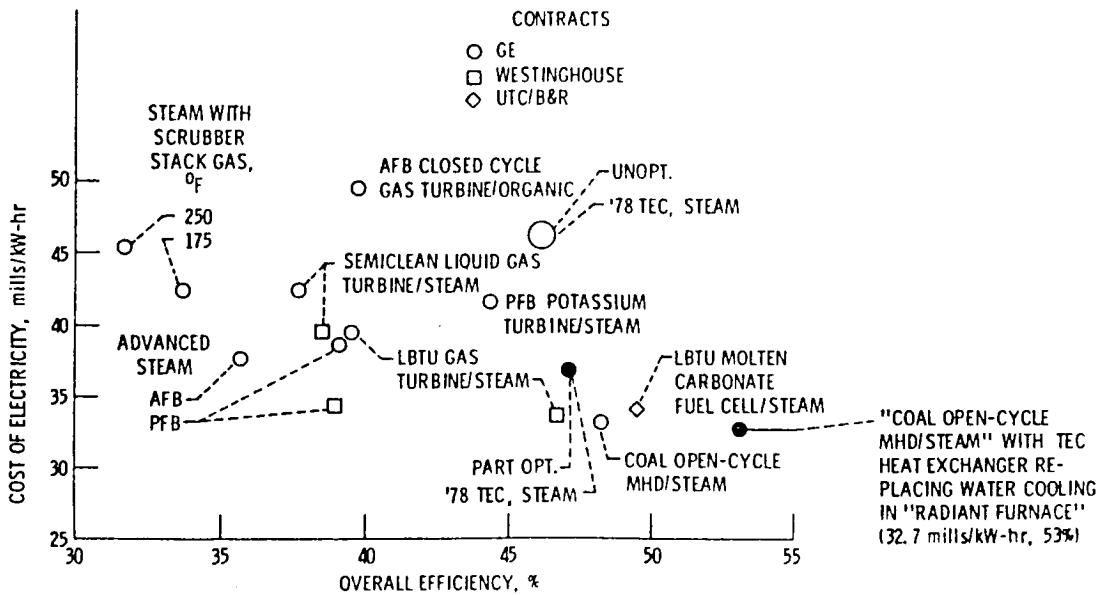 CONTRACTS
GE
WESTINGHOUSE
UTC/B&R
STEAM WITH
SCRUBBER
STACK GAS,
°F
250
175
AFB CLOSED CYCLE
GAS TURBINE/ORGANIC
UNOPT.
'78 TEC, STEAM
SEMICLEAN LIQUID GAS
TURBINE/STEAM
PFB POTASSIUM
TURBINE/STEAM
ADVANCED
STEAM
AFB
PFB
LBTU GAS
TURBINE/STEAM
LBTU MOLTEN
CARBONATE
FUEL CELL/STEAM
PART OPT.
'78 TEC, STEAM
COAL OPEN-CYCLE
MHD/STEAM
"COAL OPEN-CYCLE
MHD/STEAM" WITH TEC
HEAT EXCHANGER RE-
PLACING WATER COOLING
IN "RADIANT FURNACE"
(32.7 mills/kW-hr, 53%)
COST OF ELECTRICITY, mills/kW-hr
50
45
40
35
30
25
30
35
40
45
50
55
OVERALL EFFICIENCY, %